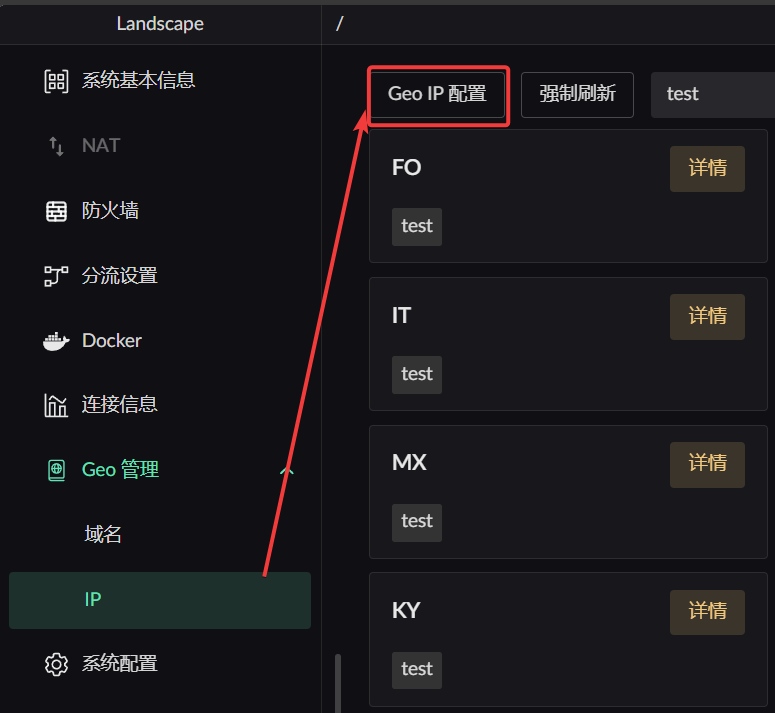 Landscape
/
系统基本信息
NAT
防火墙
分流设置
Docker
连接信息
Geo 管理
域名
IP
系统配置
Geo IP 配置 强制刷新 test
FO 详情
test
IT 详情
test
MX 详情
test
KY 详情
test